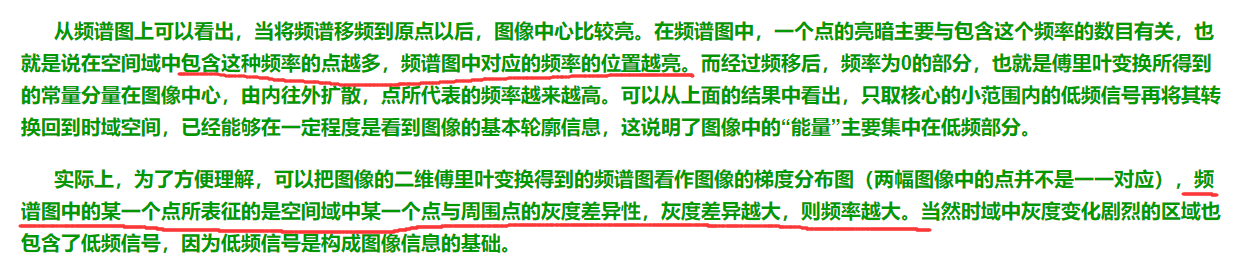 从频谱图上可以看出，当将频谱移频到原点以后，图像中心比较亮。在频谱图中，一个点的亮暗主要与包含这个频率的数目有关，也
就是说在空间域中包含这种频率的点越多，频谱图中对应的频率的位置越亮。而经过频移后，频率为0的部分，也就是傅里叶变换所得到
的常量分量在图像中心，由内往外扩散，点所代表的频率越来越高。可以从上面的结果中看出，只取核心的小范围内的低频信号再将其转
换回到时域空间，已经能够在一定程度是看到图像的基本轮廓信息，这说明了图像中的“能量”主要集中在低频部分。
实际上，为了方便理解，可以把图像的二维傅里叶变换得到的频谱图看作图像的梯度分布图（两幅图像中的点并不是一一对应），频
谱图中的某一个点所表征的是空间域中某一个点与周围点的灰度差异性，灰度差异越大，则频率越大。当然时域中灰度变化剧烈的区域也
包含了低频信号，因为低频信号是构成图像信息的基础。